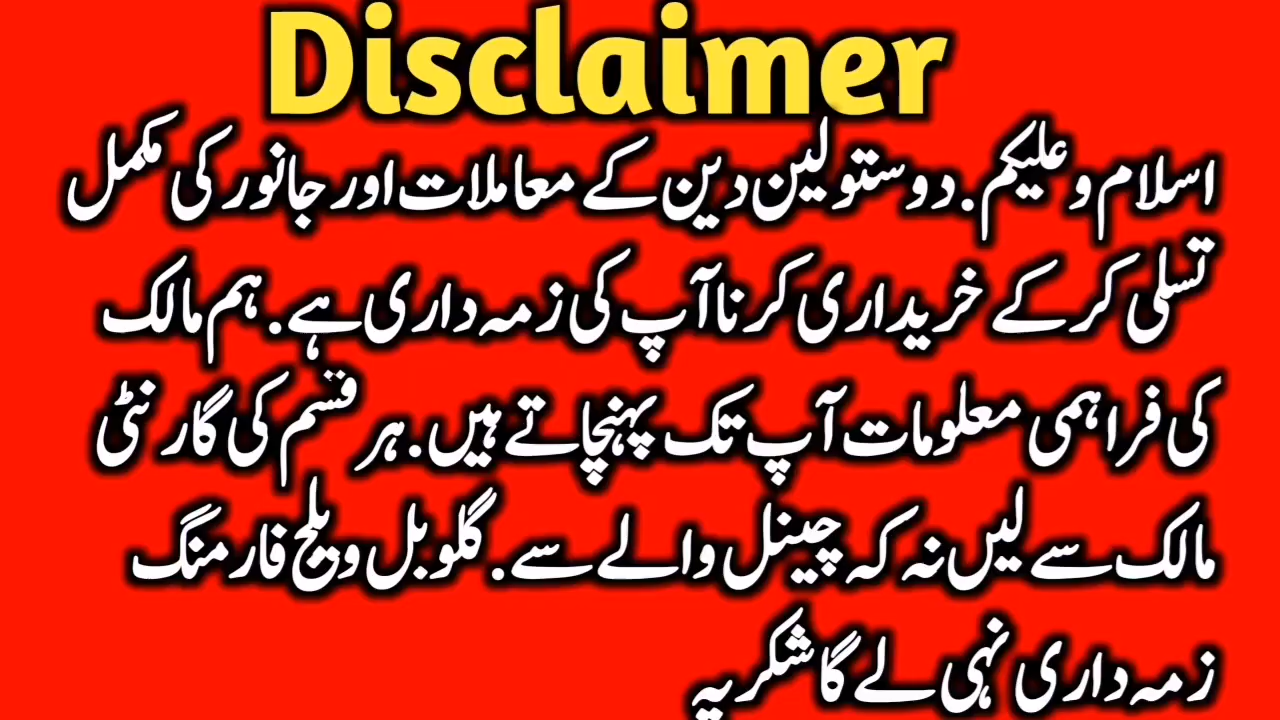 Disclaimer
اسلام و علیکم. دوستو لین دین کے معاملات اور جانور کی مکمل
تسلی کر کے خریداری کرنا آپ کی زمہ داری ہے. ہم مالک
کی فراہمی معلومات آپ تک پہنچاتے ہیں. ہر قسم کی گارنٹی
مالک سے لیں نہ کہ چینل والے سے. گلوبل ویلج فارمنگ
زمہ داری نہی لے گا شکریہ